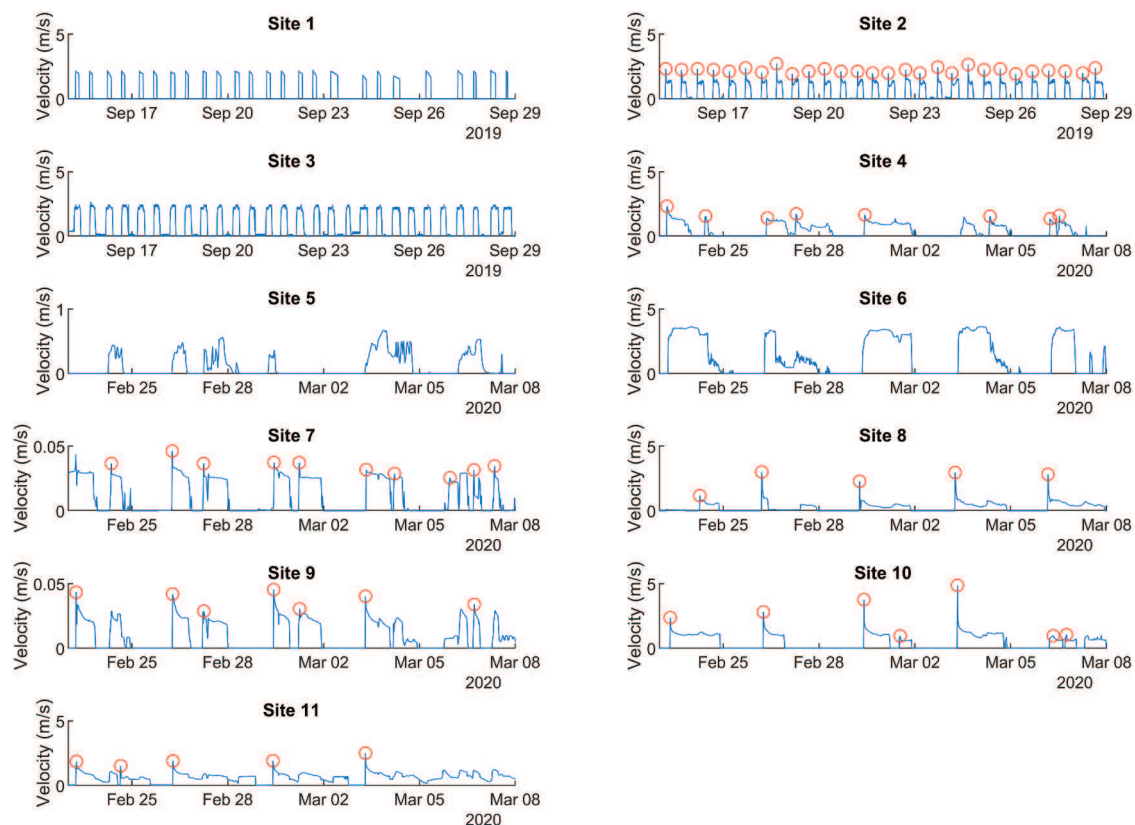 Site 1
Velocity (m/s)
5
0
Sep 17 Sep 20 Sep 23 Sep 26 Sep 29
2019
Site 2
Velocity (m/s)
5
0
Sep 17 Sep 20 Sep 23 Sep 26 Sep 29
2019
Site 3
Velocity (m/s)
5
0
Sep 17 Sep 20 Sep 23 Sep 26 Sep 29
2019
Site 4
Velocity (m/s)
5
0
Feb 25 Feb 28 Mar 02 Mar 05 Mar 08
2020
Site 5
Velocity (m/s)
1
0
Feb 25 Feb 28 Mar 02 Mar 05 Mar 08
2020
Site 6
Velocity (m/s)
5
0
Feb 25 Feb 28 Mar 02 Mar 05 Mar 08
2020
Site 7
Velocity (m/s)
0.05
0
Feb 25 Feb 28 Mar 02 Mar 05 Mar 08
2020
Site 8
Velocity (m/s)
5
0
Feb 25 Feb 28 Mar 02 Mar 05 Mar 08
2020
Site 9
Velocity (m/s)
0.05
0
Feb 25 Feb 28 Mar 02 Mar 05 Mar 08
2020
Site 10
Velocity (m/s)
5
0
Feb 25 Feb 28 Mar 02 Mar 05 Mar 08
2020
Site 11
Velocity (m/s)
5
0
Feb 25 Feb 28 Mar 02 Mar 05 Mar 08
2020